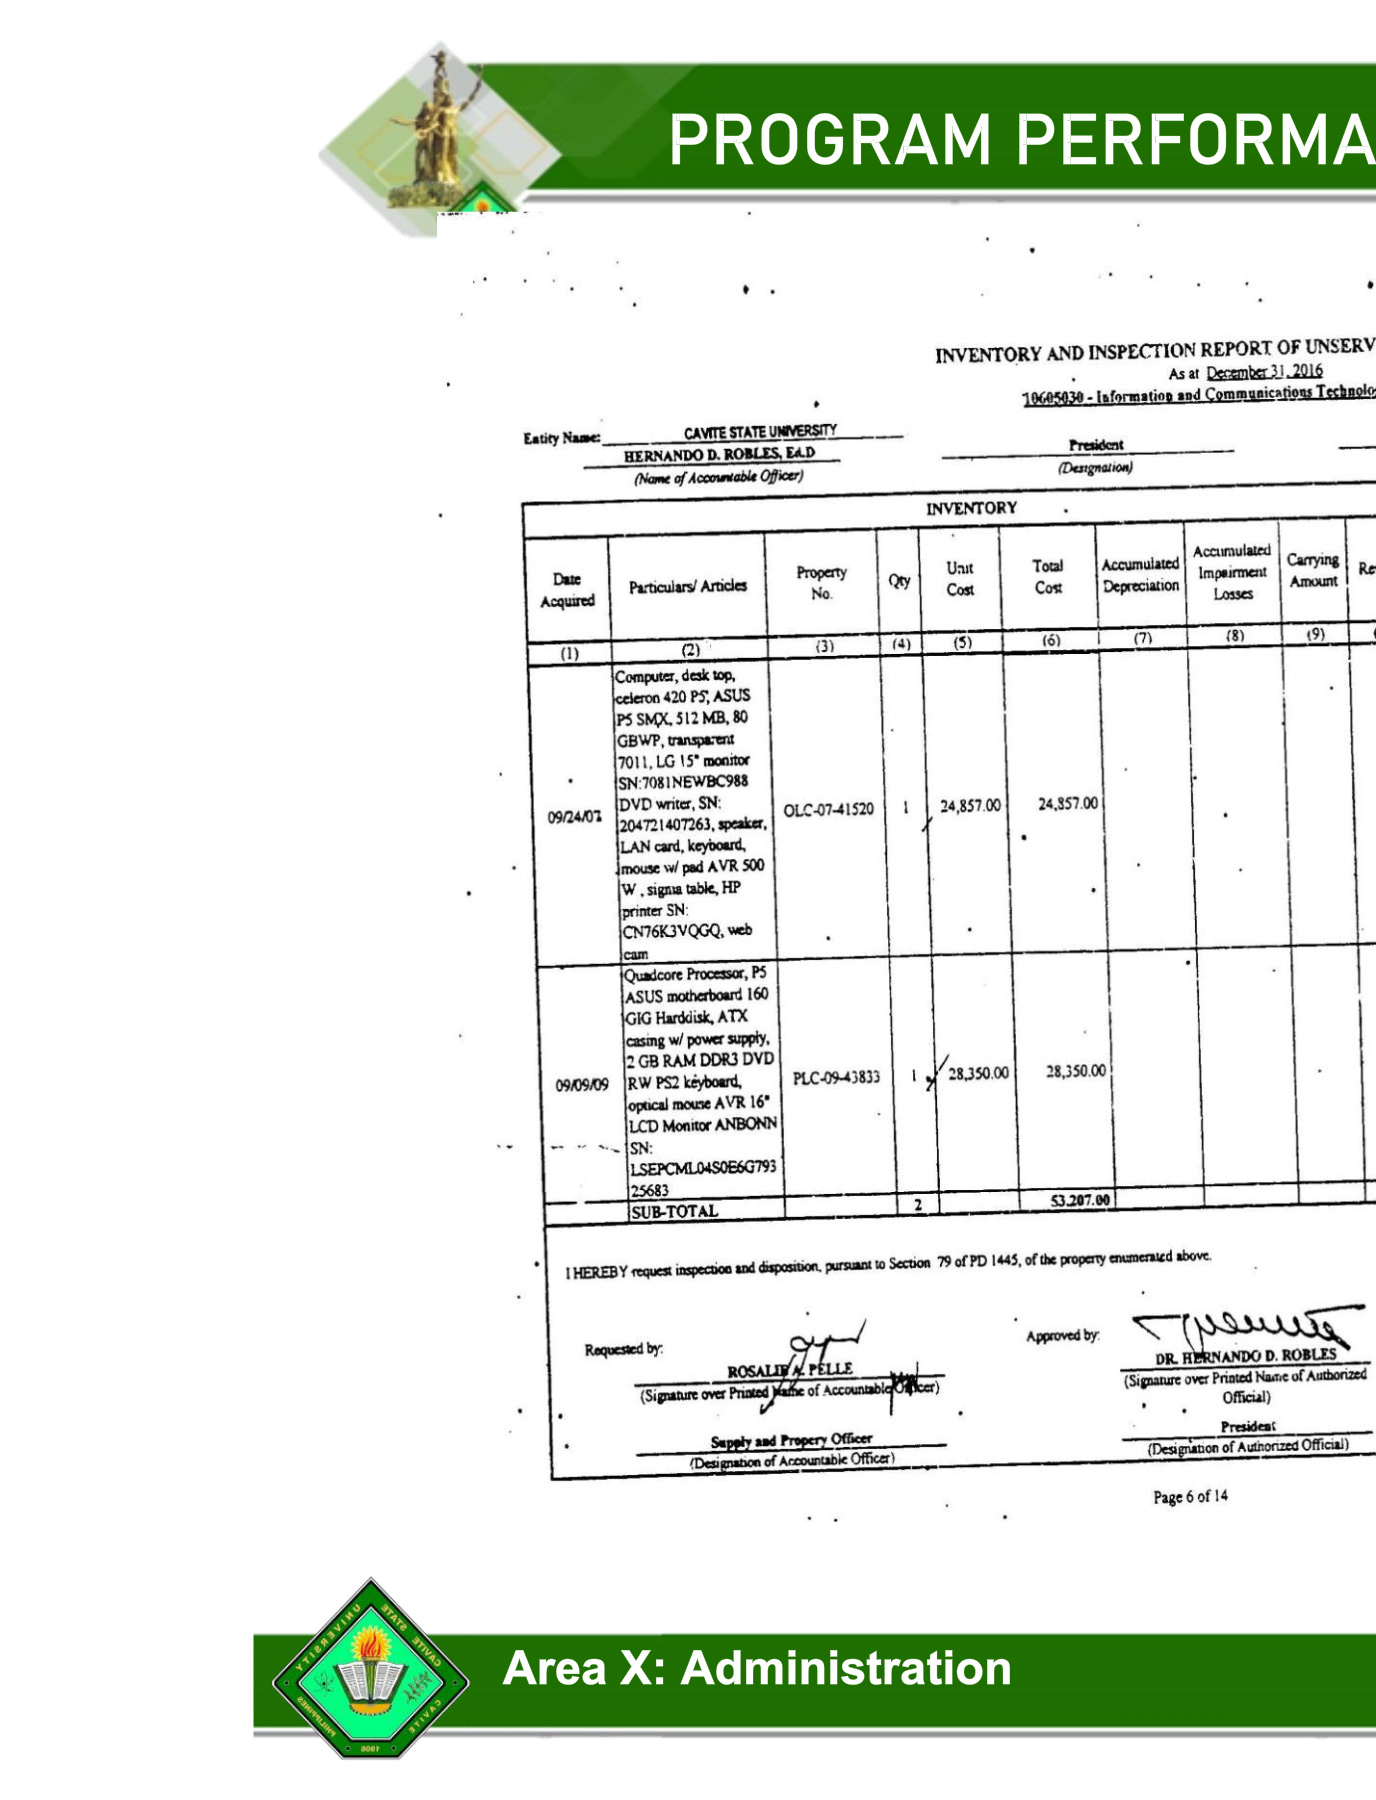 PROGRAM PERFORMA
INVENTORY AND INSPECTION REPORT OF UNSERV
As at December 31, 2016
10605030 - Information and Communications Technolo
Entity Name: CAVITE STATE UNIVERSITY
HERNANDO D. ROBLES, Ed.D
President
(Name of Accountable Officer)
(Designation)
INVENTORY
Date Acquired
Particulars/ Articles
Property No.
Qty
Unit Cost
Total Cost
Accumulated Depreciation
Accumulated Impairment Losses
Carrying Amount
Re
(1) (2) (3) (4) (5) (6) (7) (8) (9)
Computer, desk top,
celeron 420 P5, ASUS
P5 SMX, 512 MB, 80
GBWP, transparent
7011, LG 15" monitor
SN:7081NEWBC988
DVD writer, SN:
204721407263, speaker,
LAN card, keyboard,
mouse w/ pad AVR 500
W , sigma table, HP
printer SN:
CN76K3VQGQ, web
cam
09/24/07 OLC-07-41520 1 24,857.00 24,857.00
Quadcore Processor, P5
ASUS motherboard 160
GIG Harddisk, ATX
casing w/ power supply,
2 GB RAM DDR3 DVD
RW PS2 keyboard,
optical mouse AVR 16"
LCD Monitor ANBONN
SN:
LSEPCML04S0E6G793
25683
09/09/09 PLC-09-43833 1 28,350.00 28,350.00
SUB-TOTAL 2 53,207.00
I HEREBY request inspection and disposition, pursuant to Section 79 of PD 1445, of the property enumerated above.
Requested by:
Approved by:
ROSALIE A. PELLE
DR. HERNANDO D. ROBLES
(Signature over Printed Name of Accountable Officer)
(Signature over Printed Name of Authorized
Official)
Supply and Propery Officer
President
(Designation of Accountable Officer)
(Designation of Authorized Official)
Page 6 of 14
CAVITE STATE UNIVERSITY
CAVITE
PHILIPPINES
1906
Area X: Administration